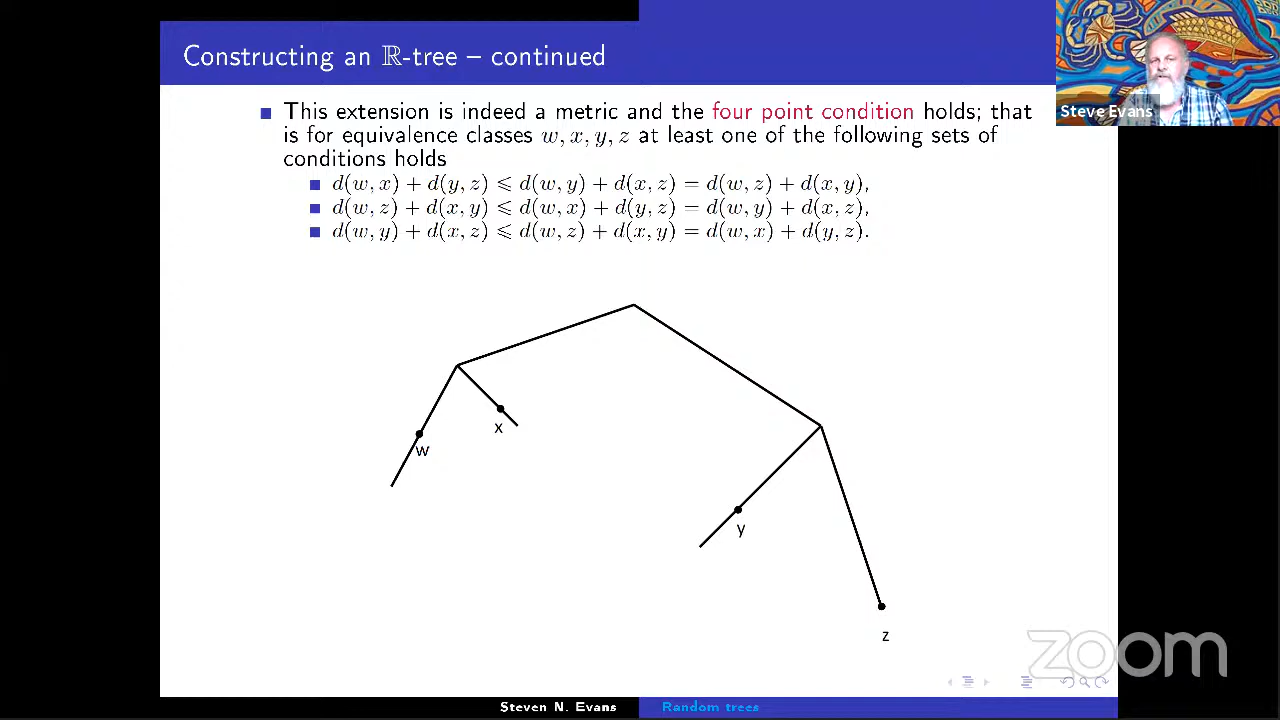 Constructing an ℝ-tree – continued
Steve Evans
This extension is indeed a metric and the four point condition holds; that
is for equivalence classes w, x, y, z at least one of the following sets of
conditions holds
d(w, x) + d(y, z) ⩽ d(w, y) + d(x, z) = d(w, z) + d(x, y),
d(w, z) + d(x, y) ⩽ d(w, x) + d(y, z) = d(w, y) + d(x, z),
d(w, y) + d(x, z) ⩽ d(w, z) + d(x, y) = d(w, x) + d(y, z).
x
w
y
z
zoom
Steven N. Evans
Random trees